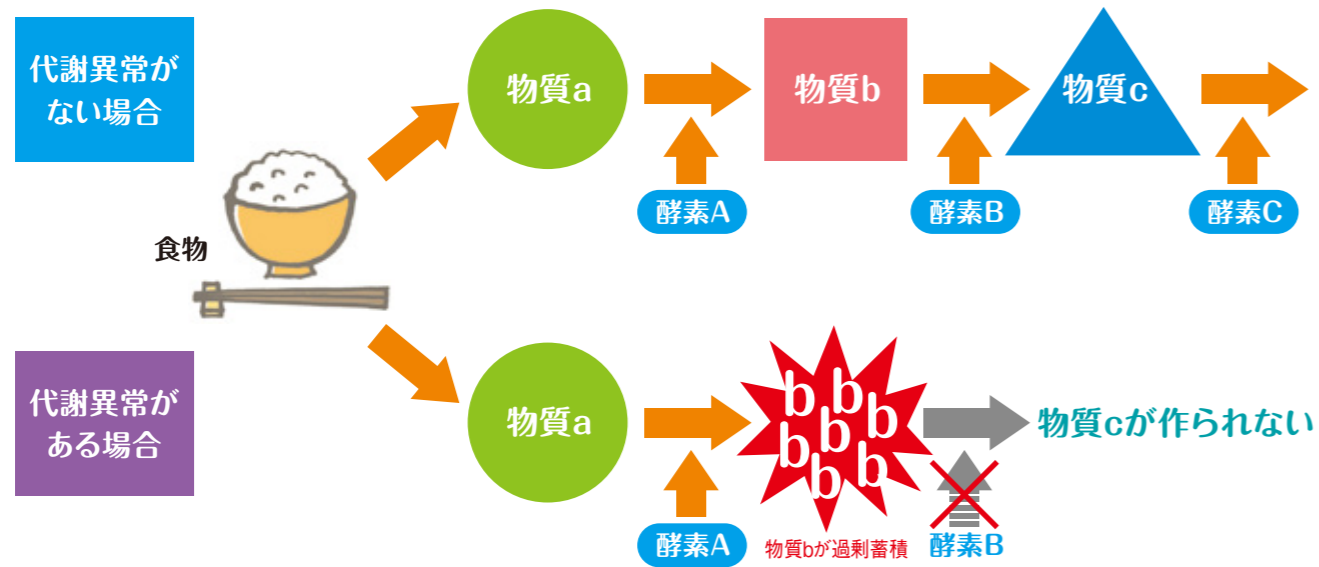 代謝異常が
ない場合
物質a
物質b
物質c
酵素A
酵素B
酵素C
食物
代謝異常が
ある場合
物質a
b
b
b
b
b
b
b
物質cが作られない
酵素A
物質bが過剰蓄積
酵素B